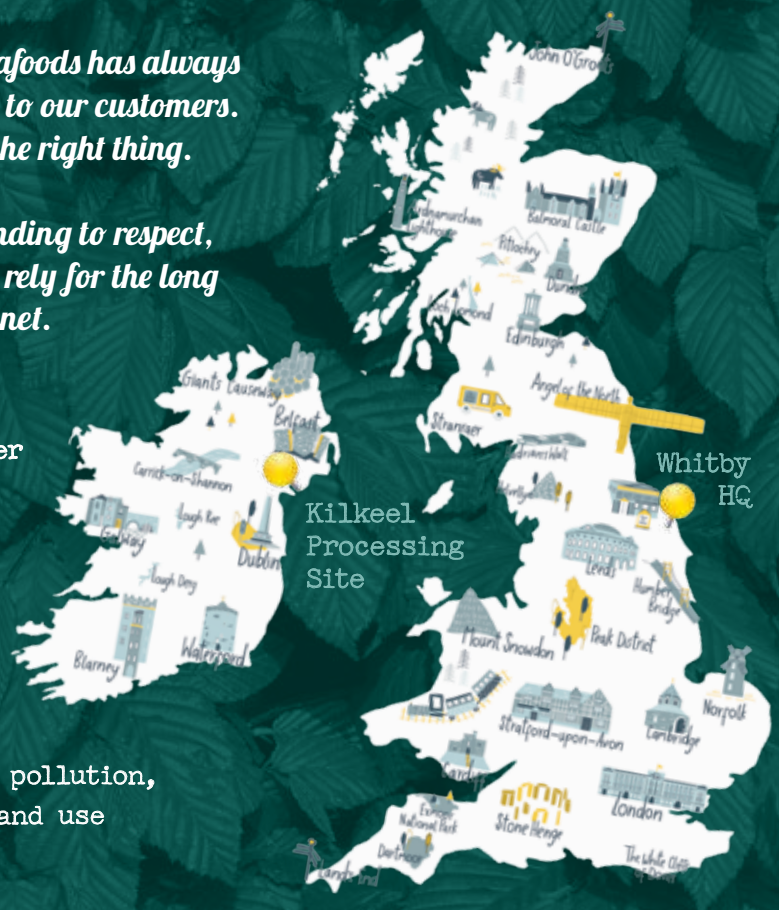 afoods has always
to our customers.
he right thing.
nding to respect,
rely for the long
net.
er
pollution,
and use
John O'Groats
Ardnamurchan
Lighthouse
Balmoral Castle
Pitlochry
Dundee
Loch Lomond
Edinburgh
Angel of the North
Stranraer
Hadrian's Wall
Helvellyn
Whitby
HQ
Leeds
Humber
Bridge
Peak District
Mount Snowdon
Norfolk
Stratford-upon-Avon
Cambridge
Cardiff
London
Exmoor
National Park
Stone Henge
Dartmoor
The White Cliffs
of Dover
Lands End
Giants Causeway
Belfast
Carrick-on-Shannon
Kilkeel
Processing
Site
Galway
Lough Ree
Dublin
Lough Derg
Blarney
Waterford